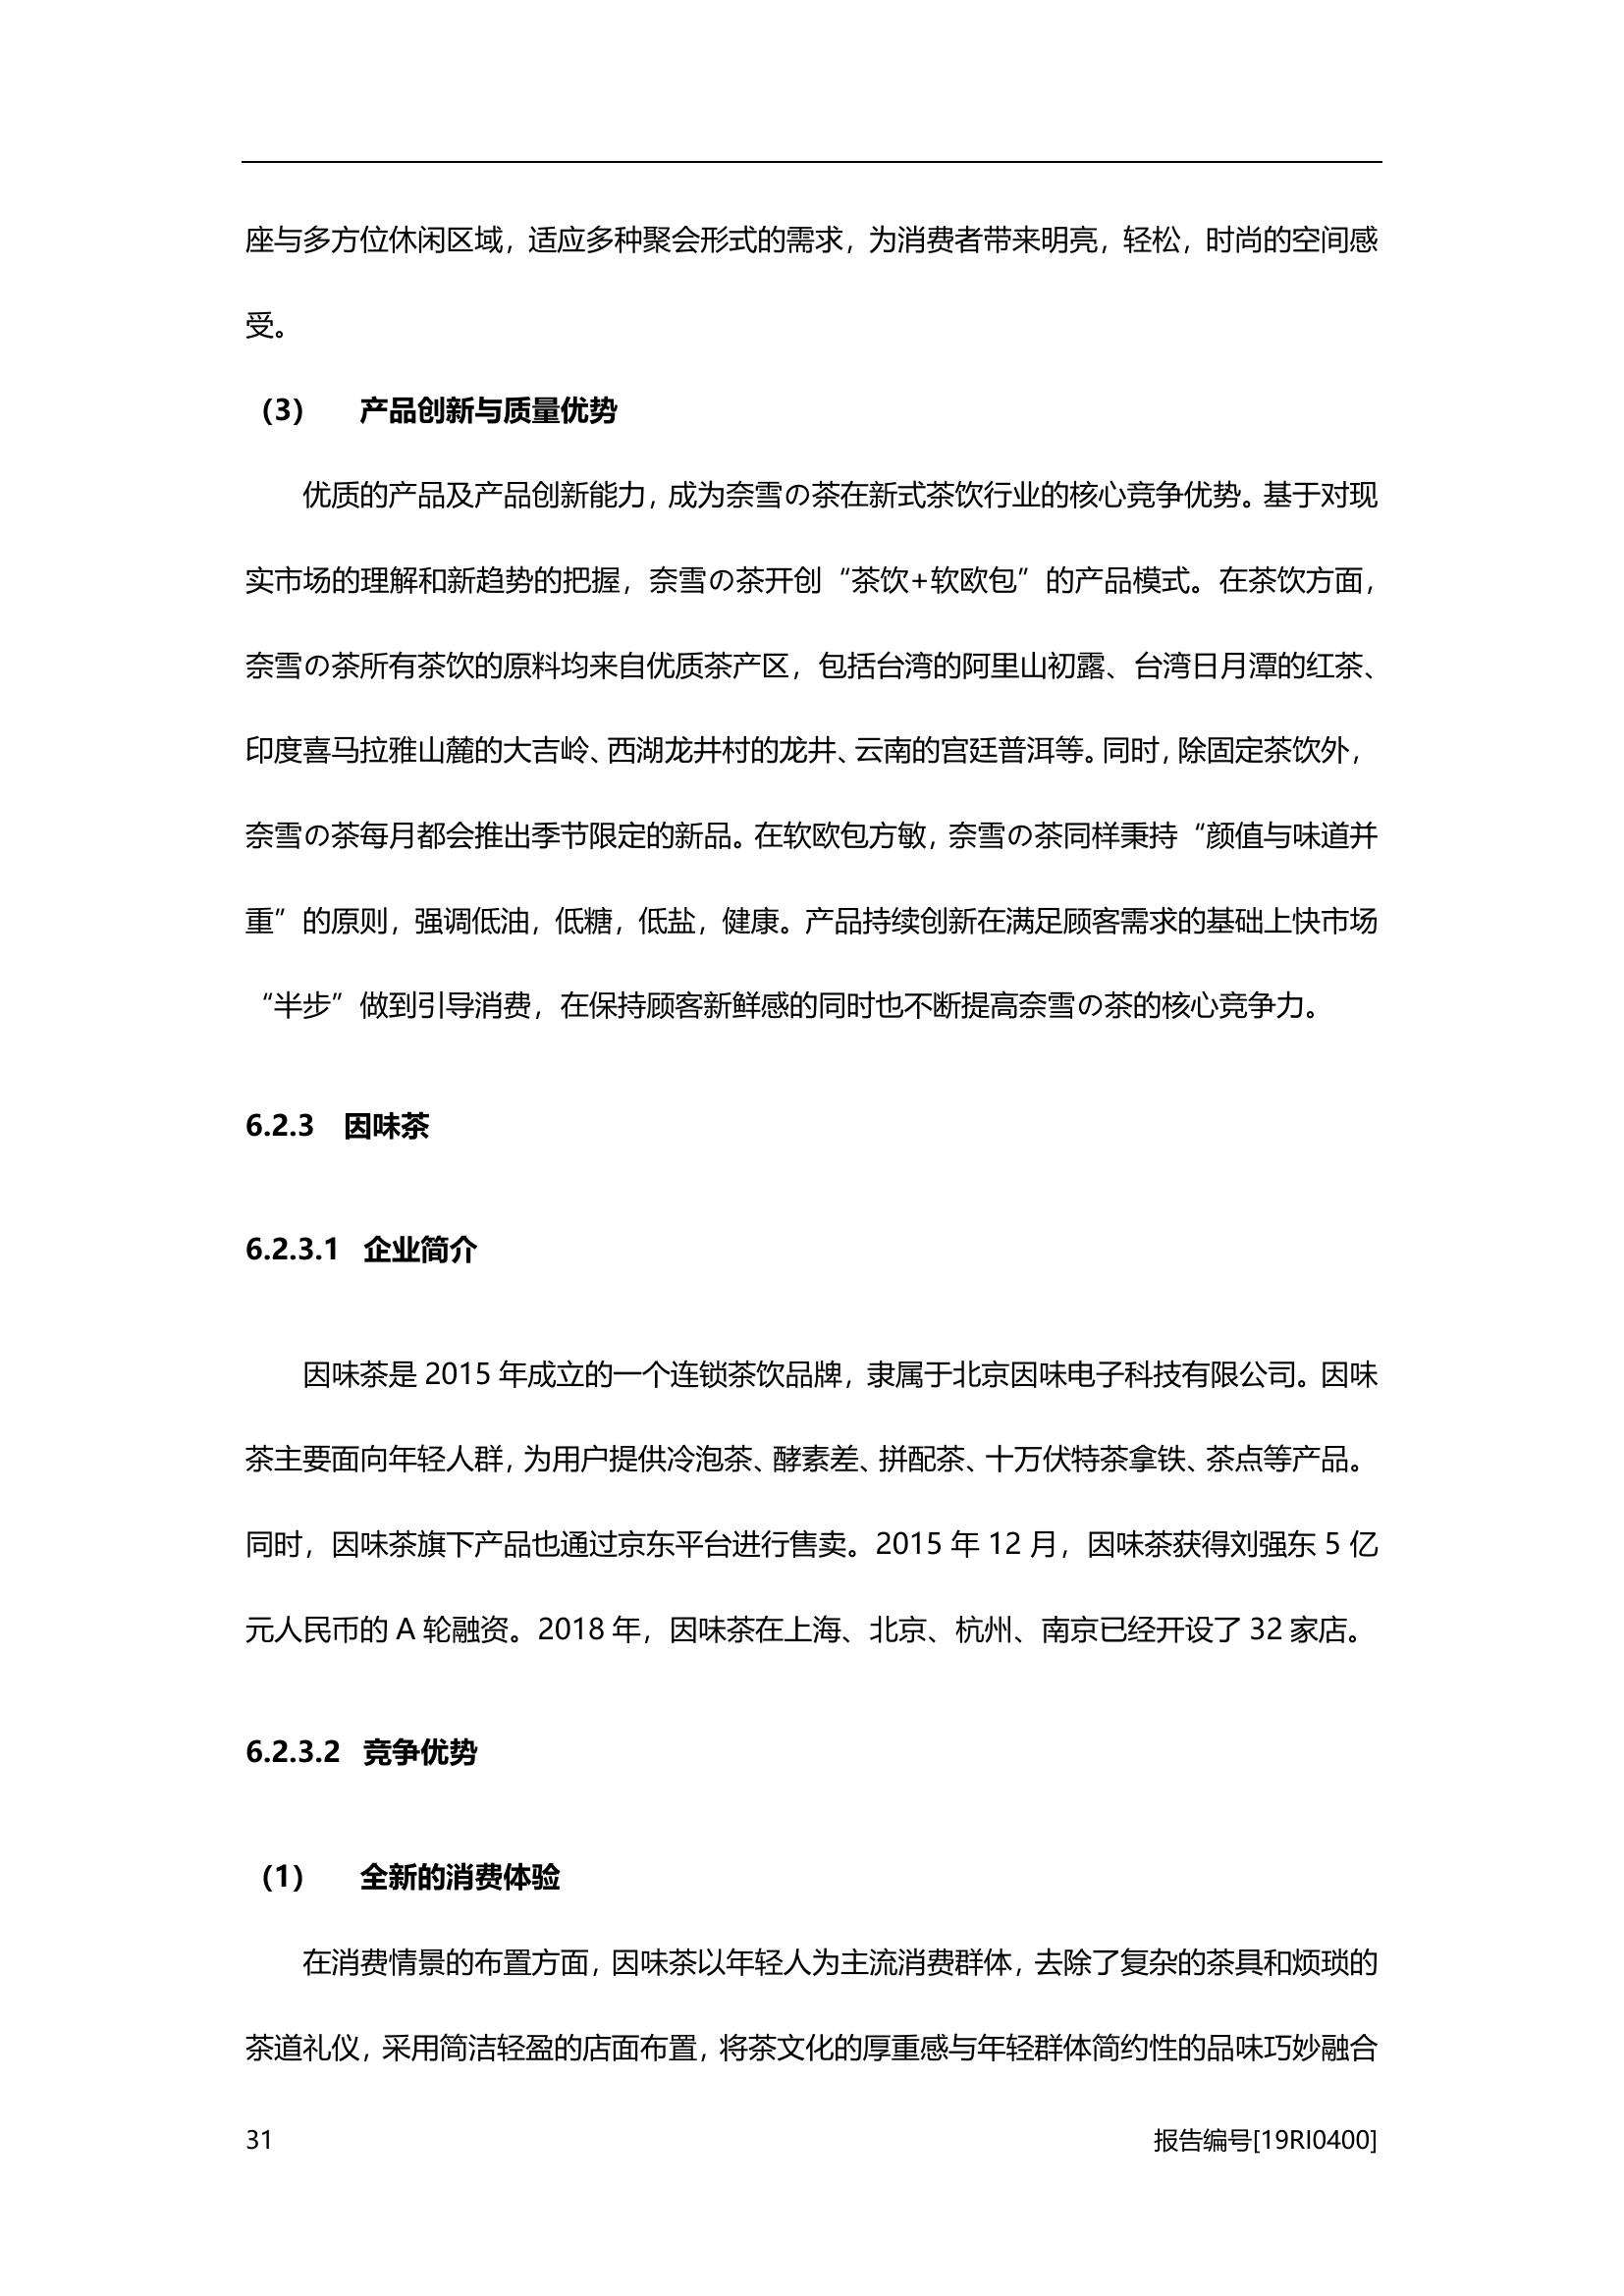 座与多方位休闲区域，适应多种聚会形式的需求，为消费者带来明亮，轻松，时尚的空间感
受。
（3） 产品创新与质量优势
优质的产品及产品创新能力，成为奈雪の茶在新式茶饮行业的核心竞争优势。基于对现
实市场的理解和新趋势的把握，奈雪の茶开创“茶饮+软欧包”的产品模式。在茶饮方面，
奈雪の茶所有茶饮的原料均来自优质茶产区，包括台湾的阿里山初露、台湾日月潭的红茶、
印度喜马拉雅山麓的大吉岭、西湖龙井村的龙井、云南的宫廷普洱等。同时，除固定茶饮外，
奈雪の茶每月都会推出季节限定的新品。在软欧包方敏，奈雪の茶同样秉持“颜值与味道并
重”的原则，强调低油，低糖，低盐，健康。产品持续创新在满足顾客需求的基础上快市场
“半步”做到引导消费，在保持顾客新鲜感的同时也不断提高奈雪の茶的核心竞争力。
6.2.3 因味茶
6.2.3.1 企业简介
因味茶是 2015 年成立的一个连锁茶饮品牌，隶属于北京因味电子科技有限公司。因味
茶主要面向年轻人群，为用户提供冷泡茶、酵素差、拼配茶、十万伏特茶拿铁、茶点等产品。
同时，因味茶旗下产品也通过京东平台进行售卖。2015 年 12 月，因味茶获得刘强东 5 亿
元人民币的 A 轮融资。2018 年，因味茶在上海、北京、杭州、南京已经开设了 32 家店。
6.2.3.2 竞争优势
（1） 全新的消费体验
在消费情景的布置方面，因味茶以年轻人为主流消费群体，去除了复杂的茶具和烦琐的
茶道礼仪，采用简洁轻盈的店面布置，将茶文化的厚重感与年轻群体简约性的品味巧妙融合
31 报告编号[19RI0400]